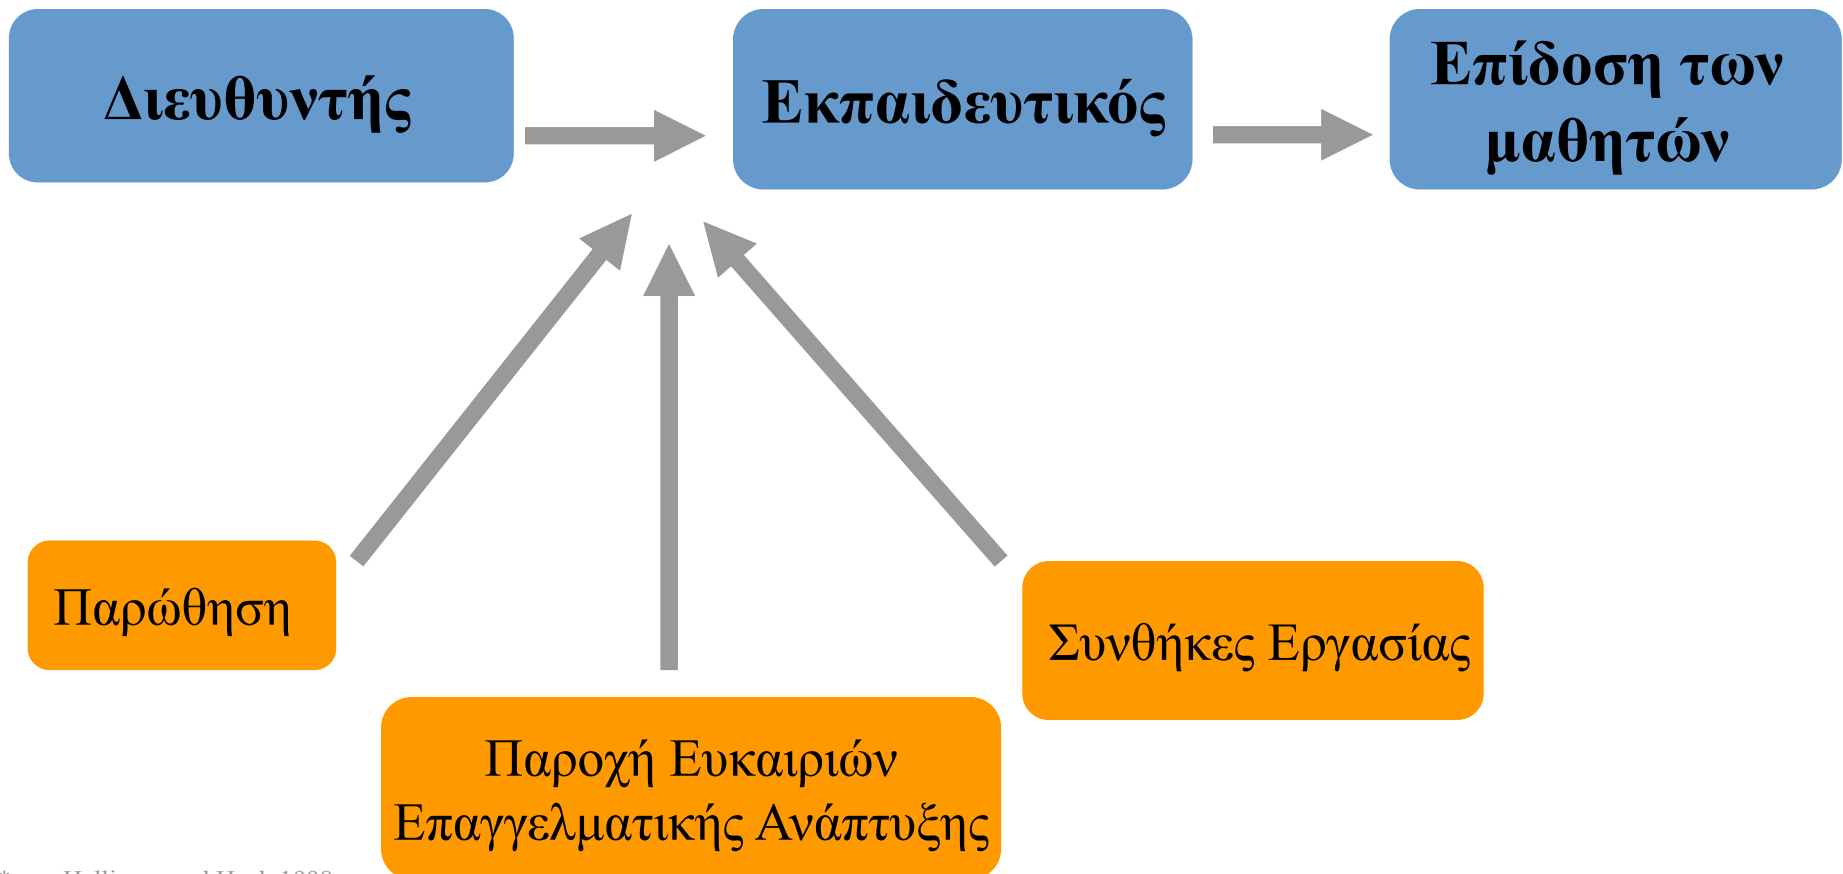 Διευθυντής
Εκπαιδευτικός
Επίδοση των
μαθητών
Παρώθηση
Συνθήκες Εργασίας
Παροχή Ευκαιριών
Επαγγελματικής Ανάπτυξης